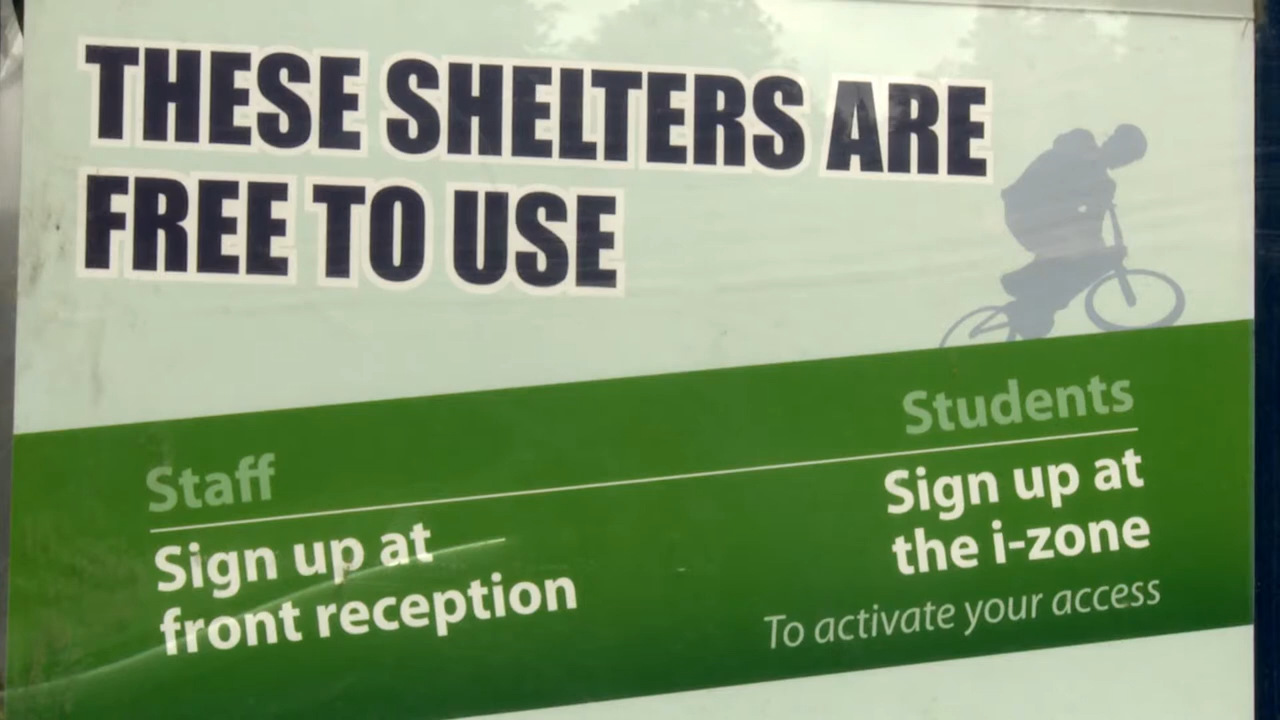 THESE SHELTERS ARE
FREE TO USE
Staff
Sign up at
front reception
Students
Sign up at
the i-zone
To activate your access